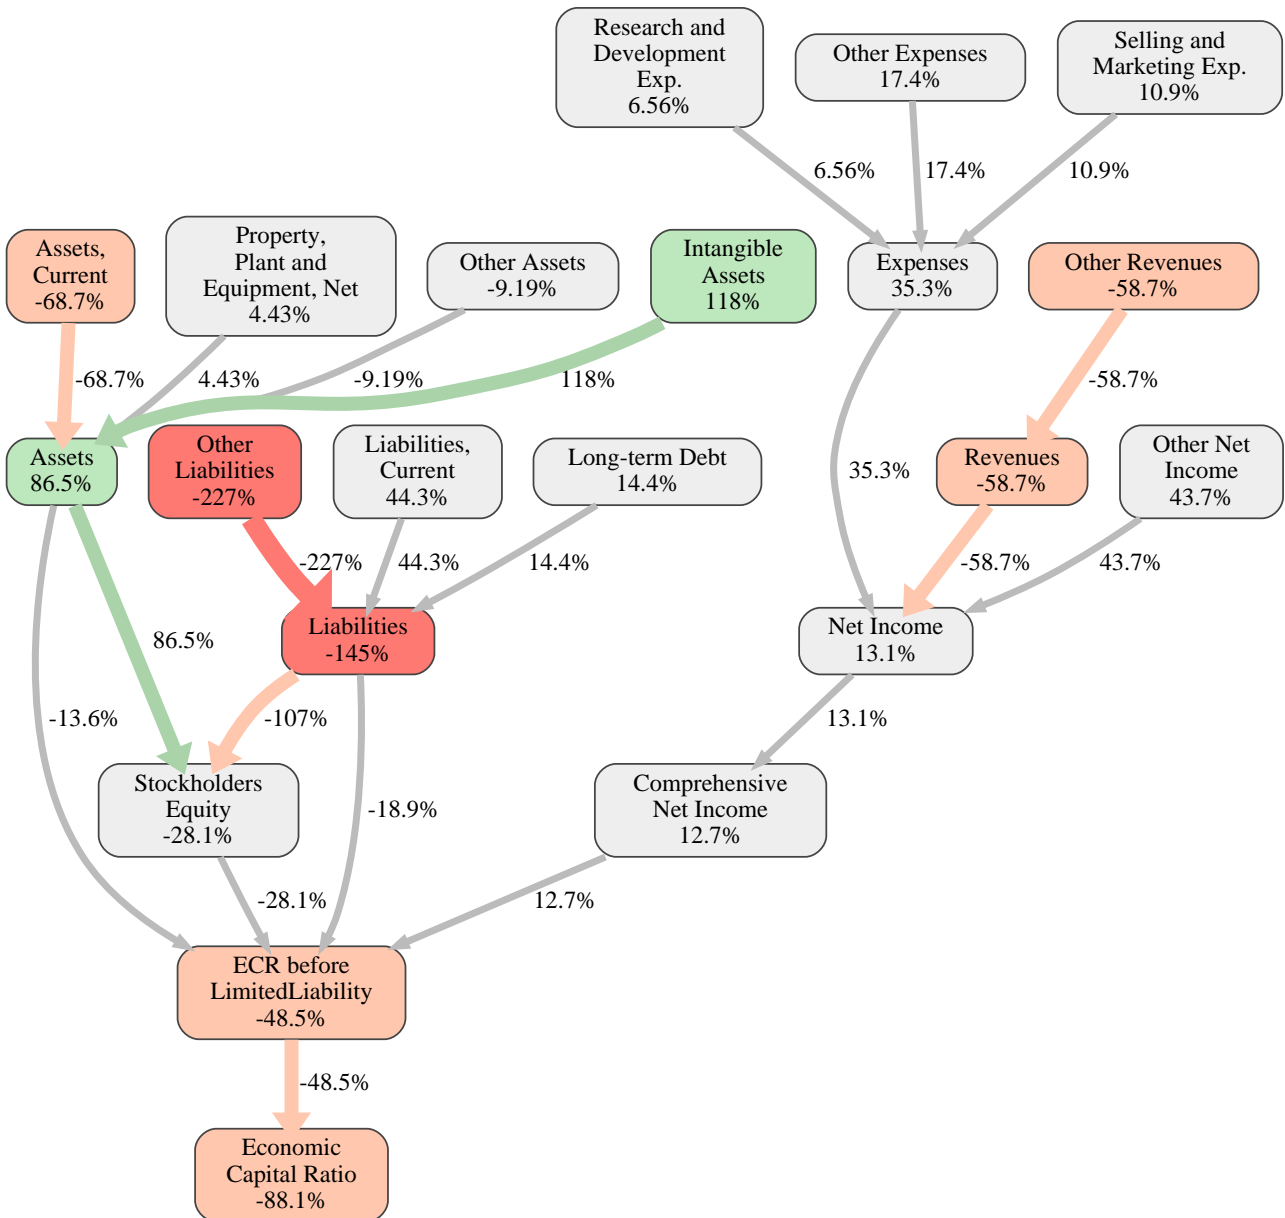 Research and
Development
Exp.
6.56%
Other Expenses
17.4%
Selling and
Marketing Exp.
10.9%
6.56%
17.4%
10.9%
Assets,
Current
-68.7%
Property,
Plant and
Equipment, Net
4.43%
Other Assets
-9.19%
Intangible
Assets
118%
Expenses
35.3%
Other Revenues
-58.7%
-68.7%
4.43%
-9.19%
118%
-58.7%
Assets
86.5%
Other
Liabilities
-227%
Liabilities,
Current
44.3%
Long-term Debt
14.4%
35.3%
Revenues
-58.7%
Other Net
Income
43.7%
-227%
44.3%
14.4%
-58.7%
43.7%
86.5%
Liabilities
-145%
Net Income
13.1%
-13.6%
-107%
13.1%
Stockholders
Equity
-28.1%
-18.9%
Comprehensive
Net Income
12.7%
-28.1%
12.7%
ECR before
LimitedLiability
-48.5%
-48.5%
Economic
Capital Ratio
-88.1%